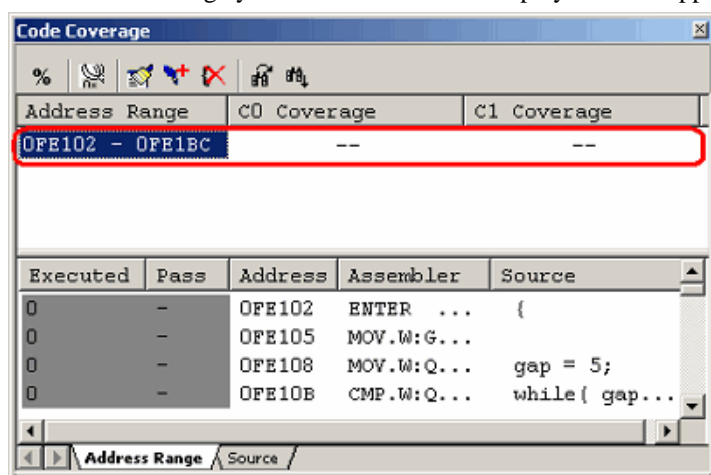 Code Coverage
%
Address Range C0 Coverage C1 Coverage
0FE102 - 0FE1BC -- --
Executed Pass Address Assembler Source
0 - 0FE102 ENTER ... {
0 - 0FE105 MOV.W:G...
0 - 0FE108 MOV.W:Q... gap = 5;
0 - 0FE10B CMP.W:Q... while( gap...
Address Range Source